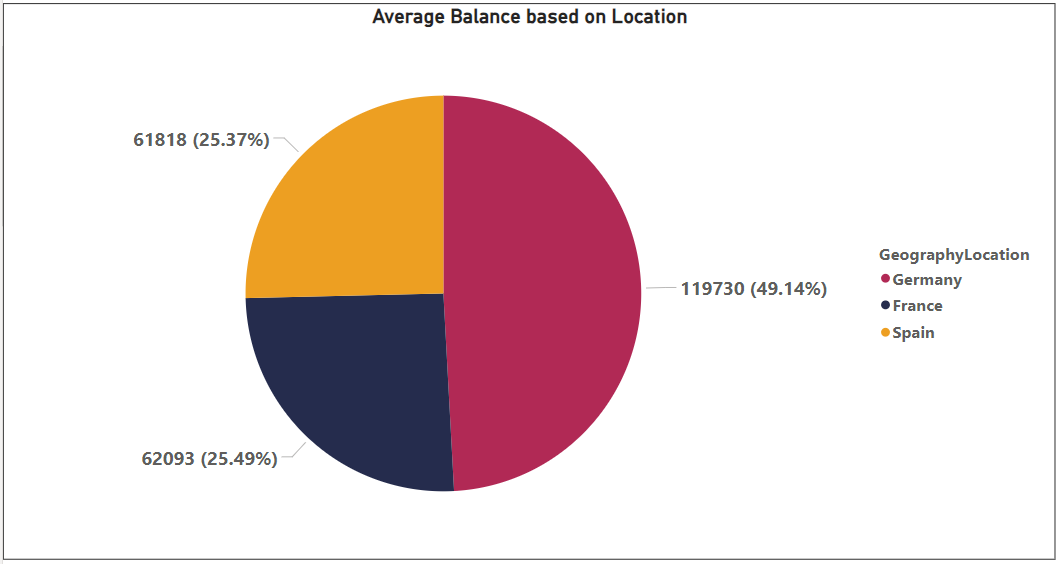 Average Balance based on Location
61818 (25.37%)
119730 (49.14%)
62093 (25.49%)
GeographyLocation
Germany
France
Spain